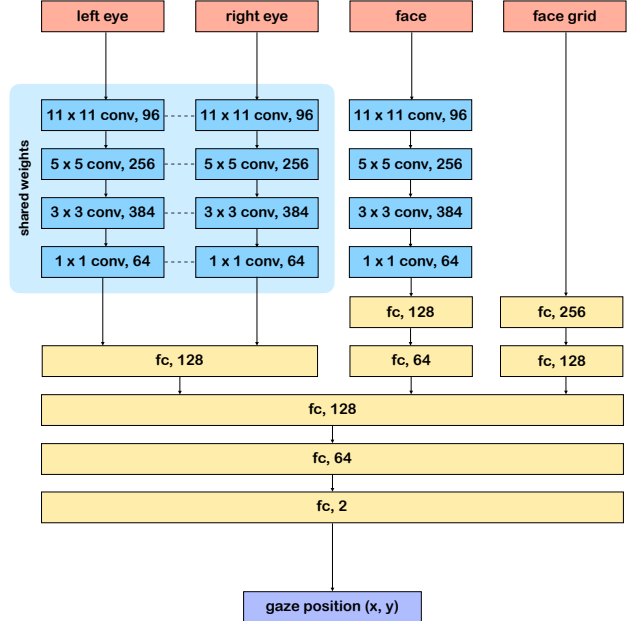 left eye
right eye
face
face grid
shared weights
11 x 11 conv, 96
11 x 11 conv, 96
11 x 11 conv, 96
5 x 5 conv, 256
5 x 5 conv, 256
5 x 5 conv, 256
3 x 3 conv, 384
3 x 3 conv, 384
3 x 3 conv, 384
1 x 1 conv, 64
1 x 1 conv, 64
1 x 1 conv, 64
fc, 128
fc, 256
fc, 128
fc, 64
fc, 128
fc, 128
fc, 64
fc, 2
gaze position (x, y)